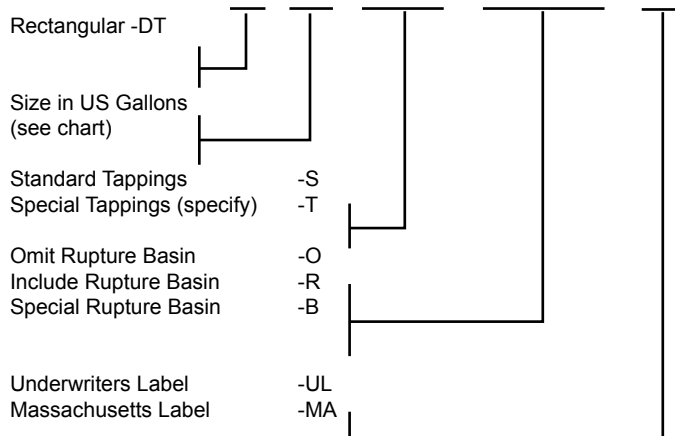 Rectangular -DT
Size in US Gallons
(see chart)
Standard Tappings -S
Special Tappings (specify) -T
Omit Rupture Basin -O
Include Rupture Basin -R
Special Rupture Basin -B
Underwriters Label -UL
Massachusetts Label -MA